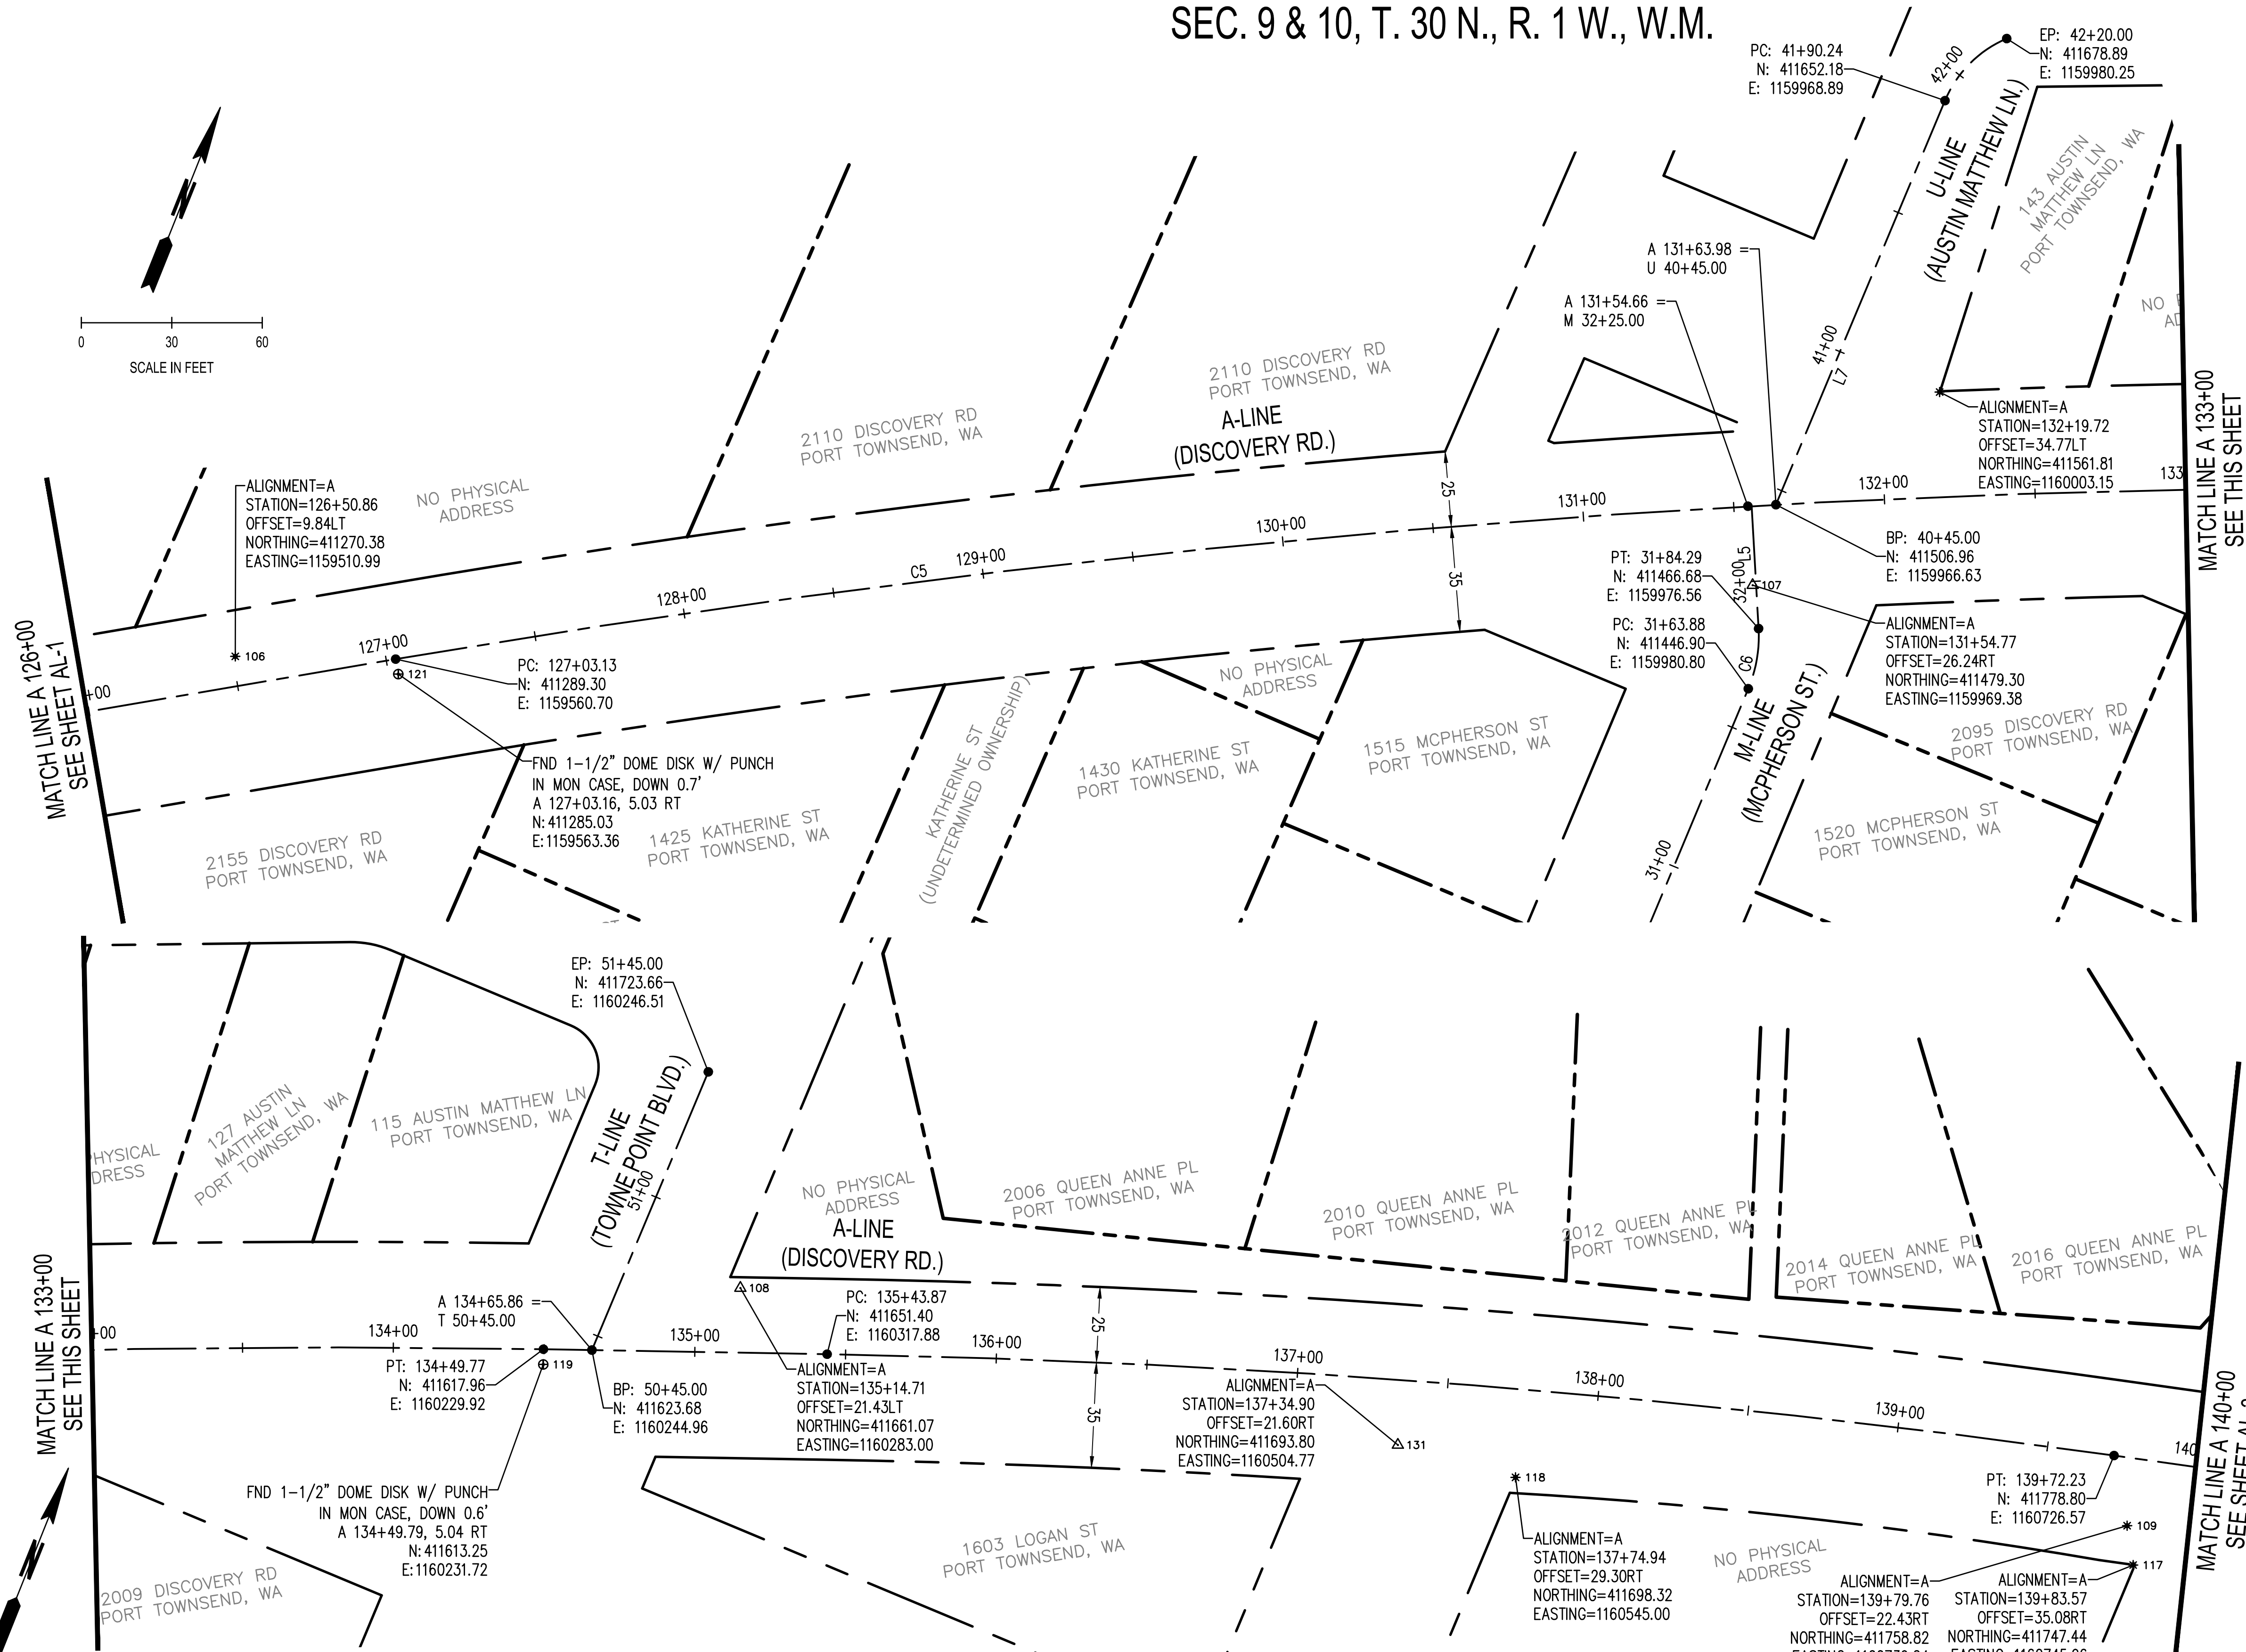 SEC. 9 & 10, T. 30 N., R. 1 W., W.M.
N
0 30 60
SCALE IN FEET
PC: 41+90.24
N: 411652.18
E: 1159968.89
42+00
EP: 42+20.00
N: 411678.89
E: 1159980.25
U-LINE
(AUSTIN MATTHEW LN.)
143 AUSTIN
MATTHEW LN
PORT TOWNSEND, WA
A 131+63.98 =
U 40+45.00
A 131+54.66 =
M 32+25.00
41+00
L7
ALIGNMENT=A
STATION=132+19.72
OFFSET=34.77LT
NORTHING=411561.81
EASTING=1160003.15
MATCH LINE A 133+00
SEE THIS SHEET
2110 DISCOVERY RD
PORT TOWNSEND, WA
2110 DISCOVERY RD
PORT TOWNSEND, WA
A-LINE
(DISCOVERY RD.)
ALIGNMENT=A
STATION=126+50.86
OFFSET=9.84LT
NORTHING=411270.38
EASTING=1159510.99
NO PHYSICAL
ADDRESS
106
MATCH LINE A 126+00
SEE SHEET AL-1
+00
127+00
121
128+00
C5
129+00
130+00
25
35
131+00
132+00
133
PC: 127+03.13
N: 411289.30
E: 1159560.70
FND 1-1/2" DOME DISK W/ PUNCH
IN MON CASE, DOWN 0.7'
A 127+03.16, 5.03 RT
N:411285.03
E:1159563.36
BP: 40+45.00
N: 411506.96
E: 1159966.63
PT: 31+84.29
N: 411466.68
E: 1159976.56
PC: 31+63.88
N: 411446.90
E: 1159980.80
32+00
L5
107
C6
ALIGNMENT=A
STATION=131+54.77
OFFSET=26.24RT
NORTHING=411479.30
EASTING=1159969.38
M-LINE
(MCPHERSON ST.)
31+00
2155 DISCOVERY RD
PORT TOWNSEND, WA
1425 KATHERINE ST
PORT TOWNSEND, WA
KATHERINE ST
(UNDETERMINED OWNERSHIP)
NO PHYSICAL
ADDRESS
1430 KATHERINE ST
PORT TOWNSEND, WA
1515 MCPHERSON ST
PORT TOWNSEND, WA
2095 DISCOVERY RD
PORT TOWNSEND, WA
1520 MCPHERSON ST
PORT TOWNSEND, WA
EP: 51+45.00
N: 411723.66
E: 1160246.51
T-LINE
(TOWNE POINT BLVD.)
51+00
127 AUSTIN
MATTHEW LN
PORT TOWNSEND, WA
115 AUSTIN MATTHEW LN
PORT TOWNSEND, WA
MATCH LINE A 133+00
SEE THIS SHEET
+00
134+00
A 134+65.86 =
T 50+45.00
PT: 134+49.77
N: 411617.96
E: 1160229.92
119
BP: 50+45.00
N: 411623.68
E: 1160244.96
FND 1-1/2" DOME DISK W/ PUNCH
IN MON CASE, DOWN 0.6'
A 134+49.79, 5.04 RT
N:411613.25
E:1160231.72
2009 DISCOVERY RD
PORT TOWNSEND, WA
N
NO PHYSICAL
ADDRESS
A-LINE
(DISCOVERY RD.)
108
135+00
PC: 135+43.87
N: 411651.40
E: 1160317.88
ALIGNMENT=A
STATION=135+14.71
OFFSET=21.43LT
NORTHING=411661.07
EASTING=1160283.00
136+00
25
35
137+00
ALIGNMENT=A
STATION=137+34.90
OFFSET=21.60RT
NORTHING=411693.80
EASTING=1160504.77
131
2006 QUEEN ANNE PL
PORT TOWNSEND, WA
2010 QUEEN ANNE PL
PORT TOWNSEND, WA
2012 QUEEN ANNE PL
PORT TOWNSEND, WA
2014 QUEEN ANNE PL
PORT TOWNSEND, WA
2016 QUEEN ANNE PL
PORT TOWNSEND, WA
138+00
139+00
140
118
ALIGNMENT=A
STATION=137+74.94
OFFSET=29.30RT
NORTHING=411698.32
EASTING=1160545.00
1603 LOGAN ST
PORT TOWNSEND, WA
NO PHYSICAL
ADDRESS
PT: 139+72.23
N: 411778.80
E: 1160726.57
109
117
ALIGNMENT=A
STATION=139+79.76
OFFSET=22.43RT
NORTHING=411758.82
ALIGNMENT=A
STATION=139+83.57
OFFSET=35.08RT
NORTHING=411747.44
MATCH LINE A 140+00
SEE SHEET